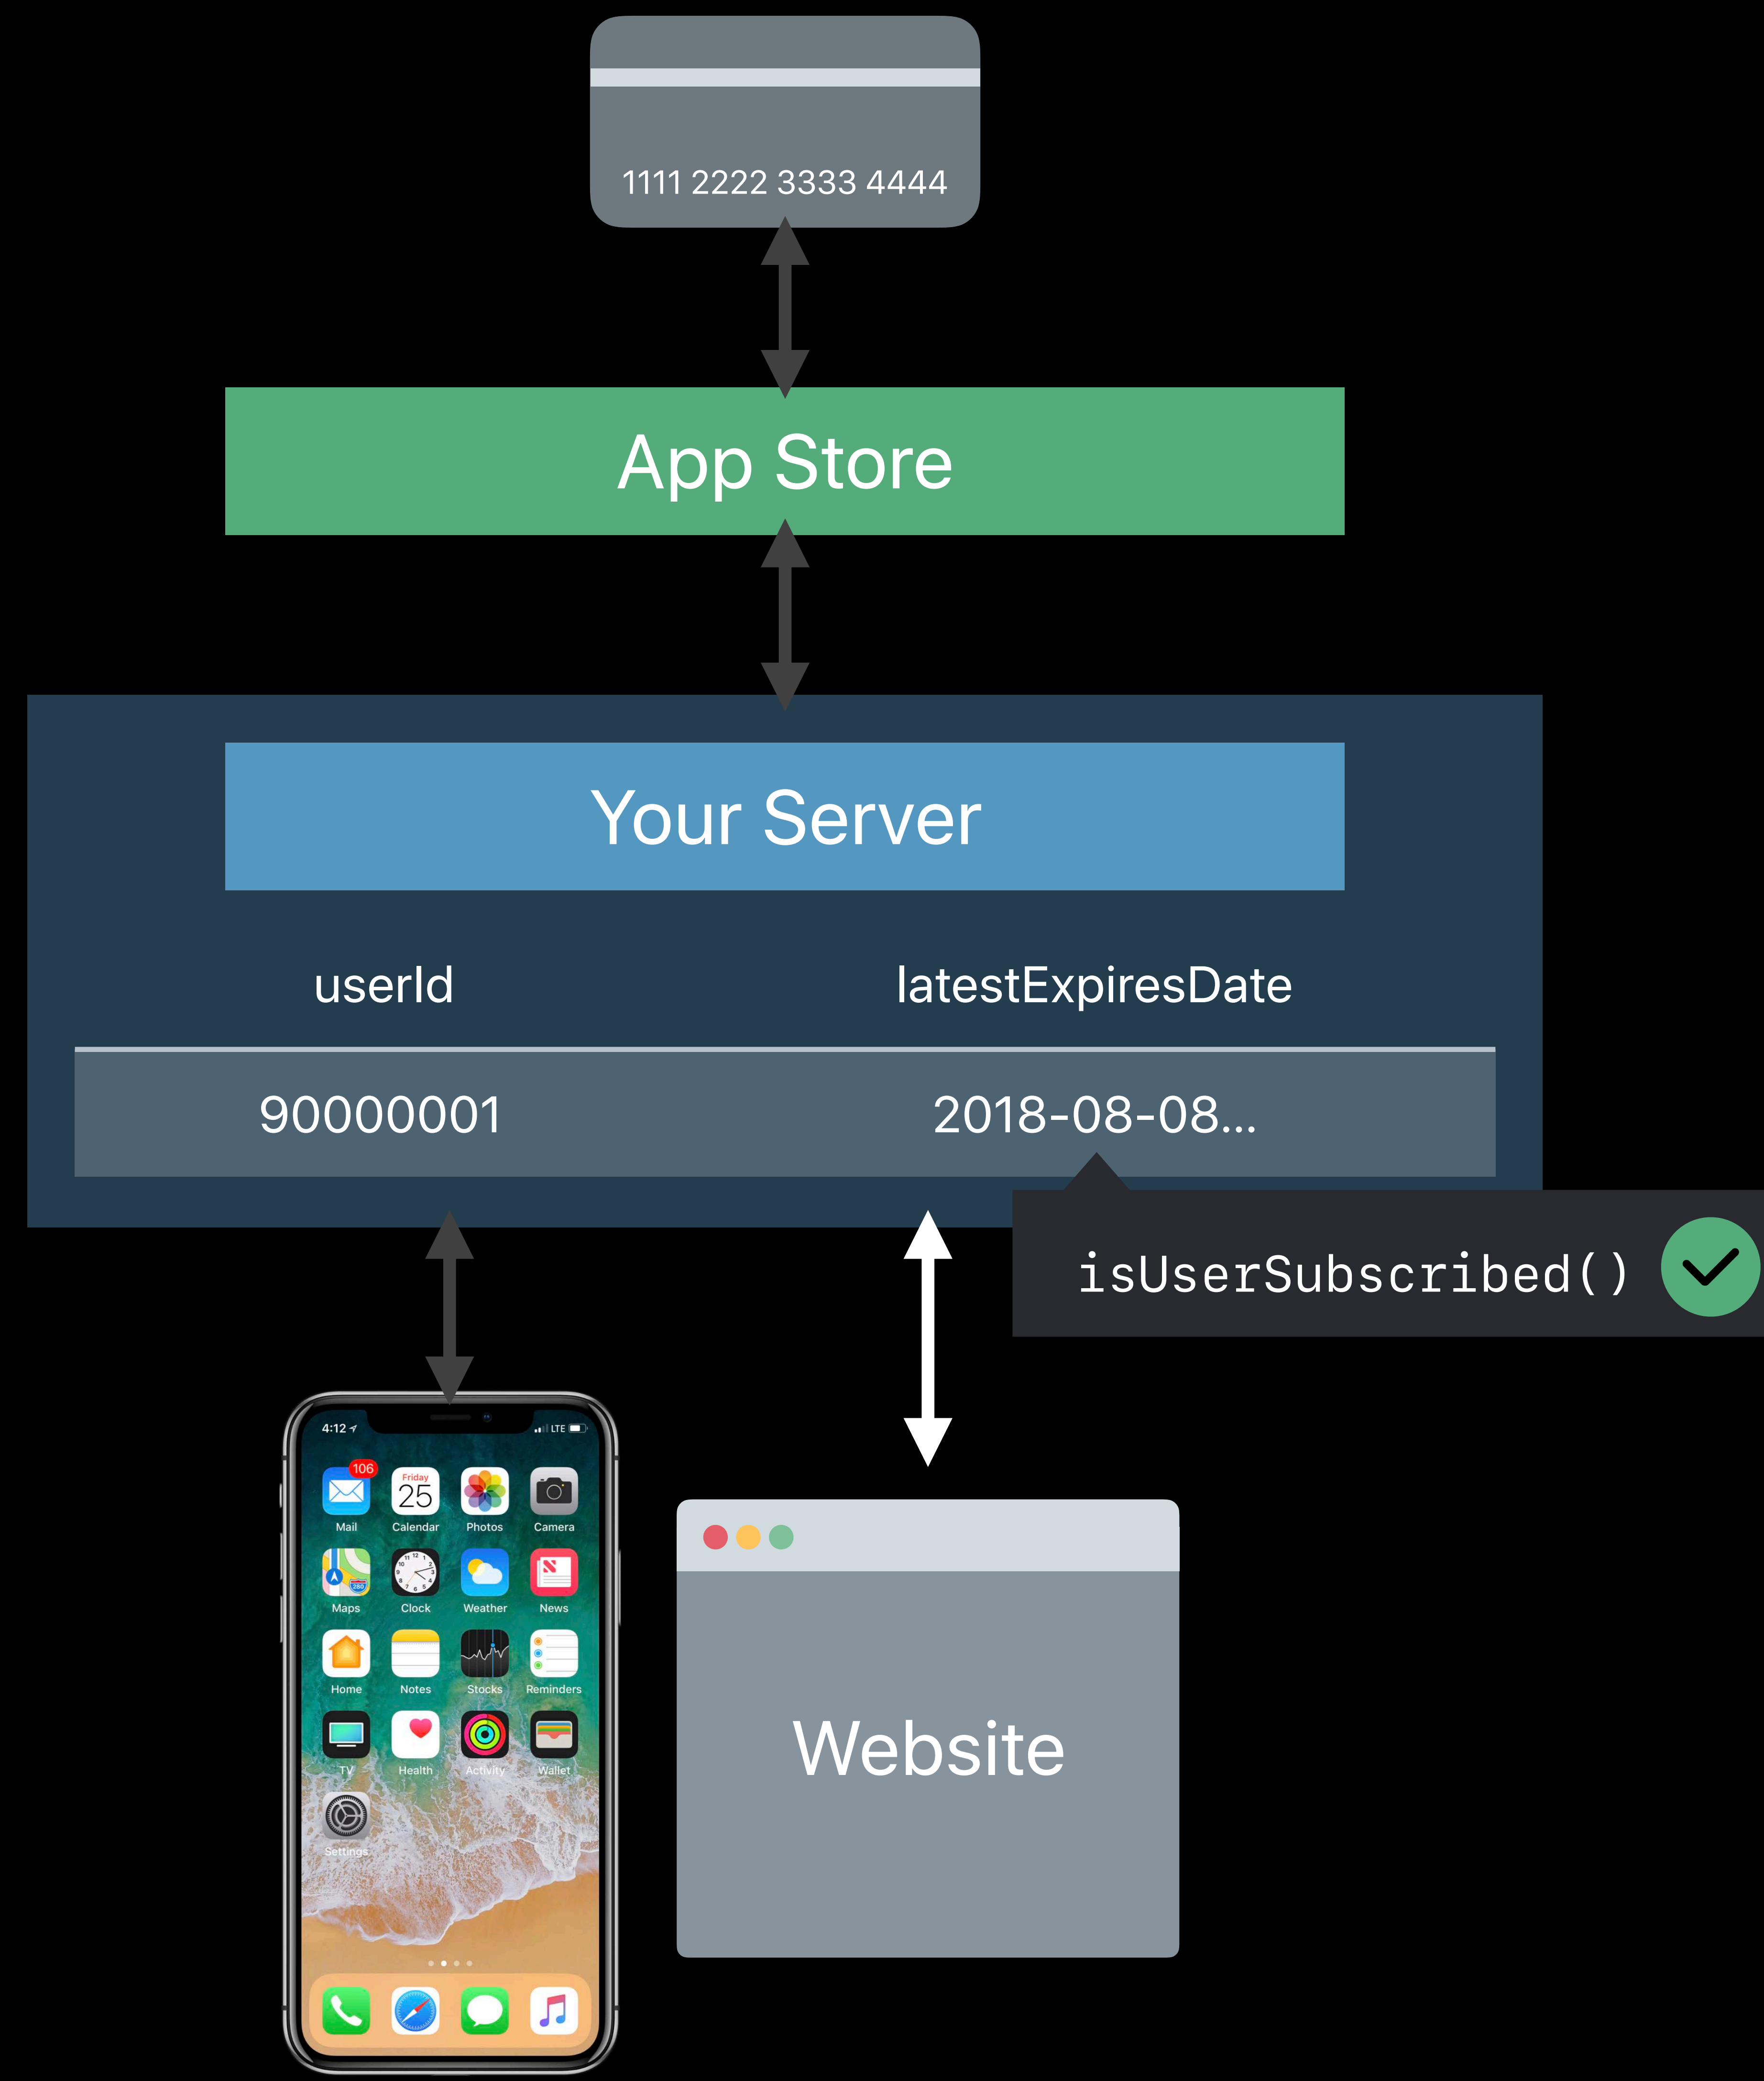 1111 2222 3333 4444
App Store
Your Server
userId latestExpiresDate
90000001 2018-08-08...
isUserSubscribed()
4:12 LTE
106
Friday
25
Mail Calendar Photos Camera
280
Maps Clock Weather News
Home Notes Stocks Reminders
TV Health Activity Wallet
Settings
Website